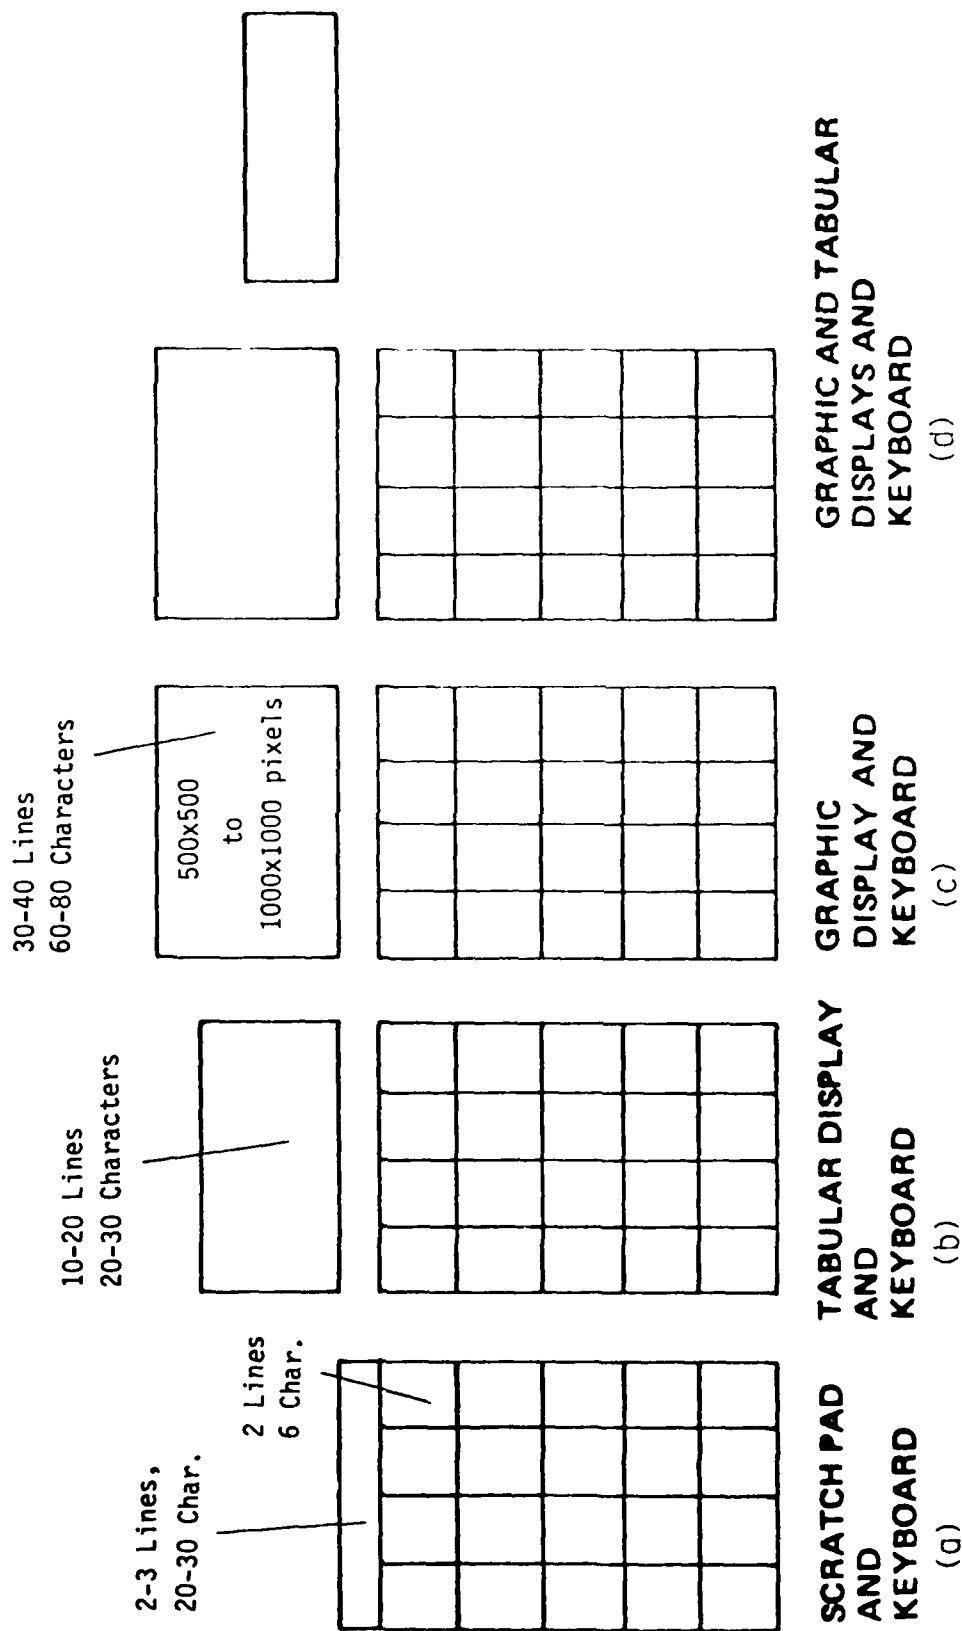 2-3 Lines,
20-30 Char.
2 Lines
6 Char.
SCRATCH PAD
AND
KEYBOARD
(a)
10-20 Lines
20-30 Characters
TABULAR DISPLAY
AND
KEYBOARD
(b)
30-40 Lines
60-80 Characters
500x500
to
1000x1000 pixels
GRAPHIC
DISPLAY AND
KEYBOARD
(c)
GRAPHIC AND TABULAR
DISPLAYS AND
KEYBOARD
(d)